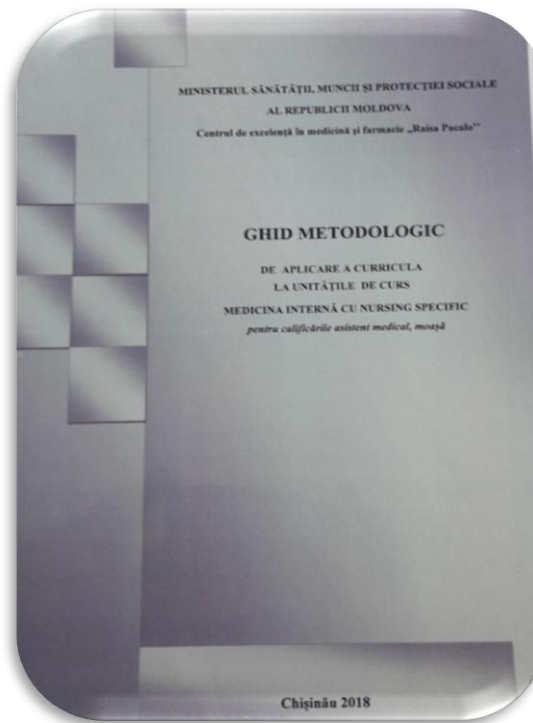 MINISTERUL SĂNĂTĂȚII, MUNCII ȘI PROTECȚIEI SOCIALE
AL REPUBLICII MOLDOVA
Centrul de excelență în medicină și farmacie „Raisa Pacalo”
GHID METODOLOGIC
DE APLICARE A CURRICULA
LA UNITĂȚILE DE CURS
MEDICINA INTERNĂ CU NURSING SPECIFIC
pentru calificările asistent medical, moașă
Chișinău 2018